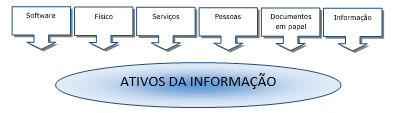 Software
Físico
Serviços
Pessoas
Documentos
em papel
Informação
ATIVOS DA INFORMAÇÃO